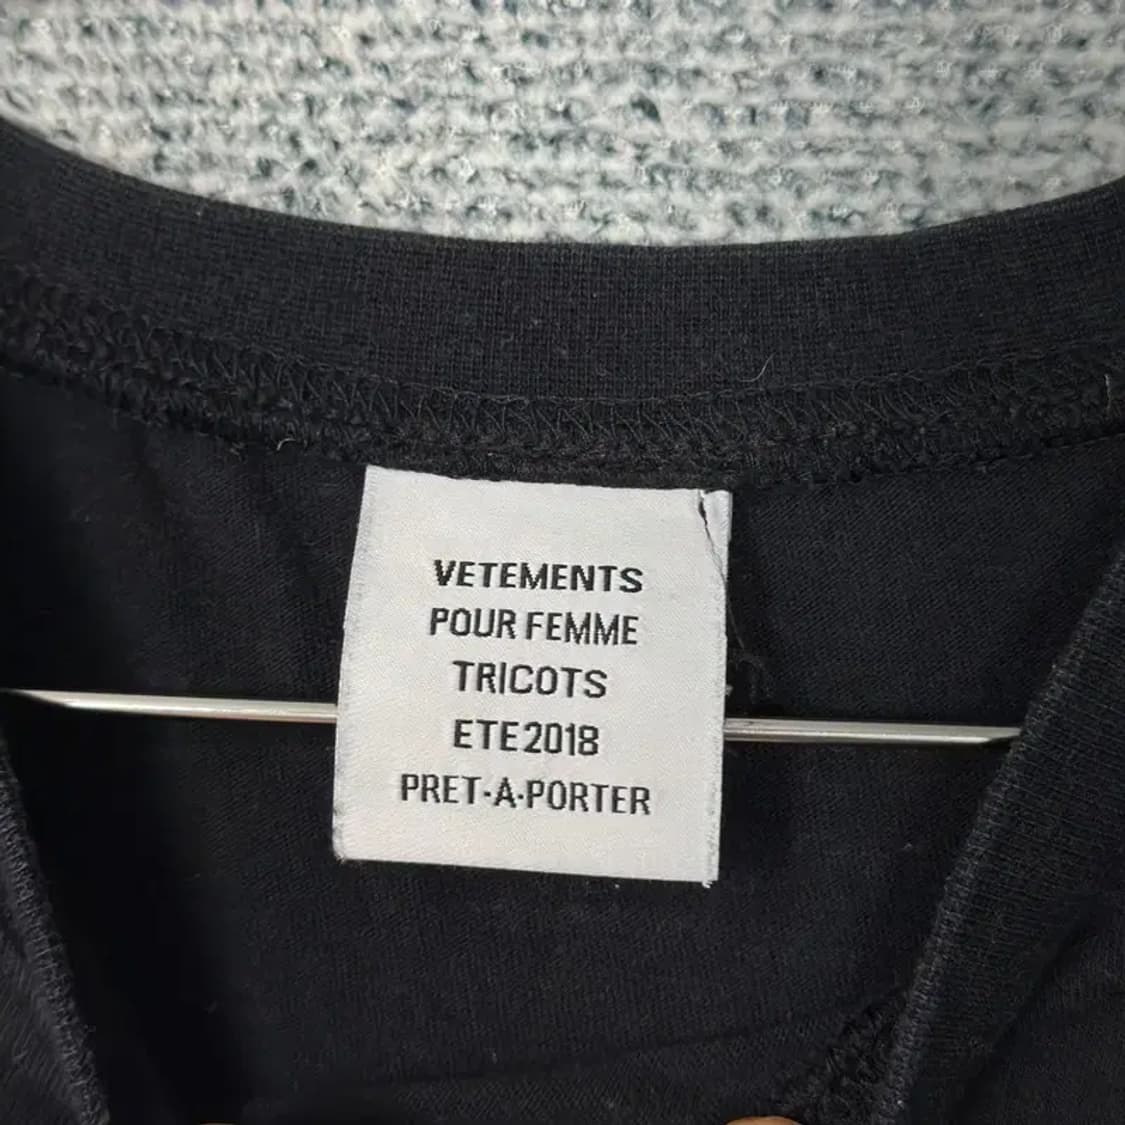 VETEMENTS
POUR FEMME
TRICOTS
ETE 2018
PRET-A-PORTER